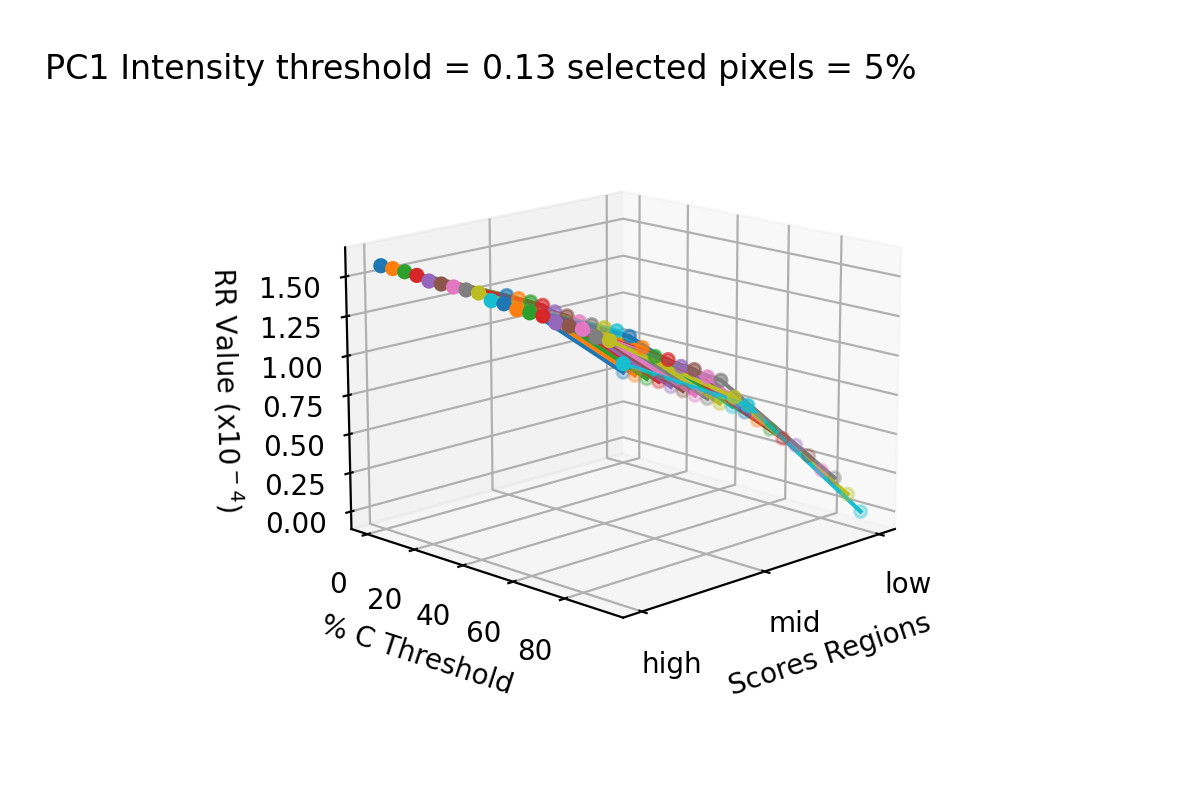 PC1 Intensity threshold = 0.13 selected pixels = 5%
RR Value (x10⁻⁴)
1.50
1.25
1.00
0.75
0.50
0.25
0.00
0
20
40
60
80
% C Threshold
high
mid
low
Scores Regions